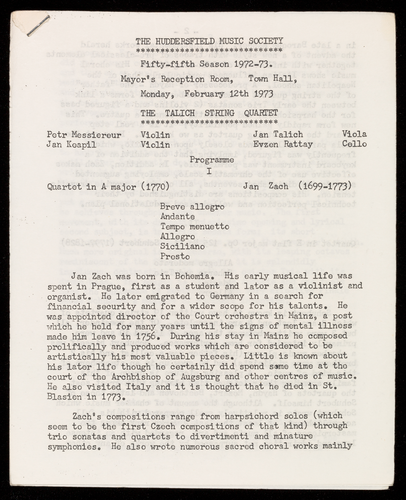 THE HUDDERSFIELD MUSIC SOCIETY
******************************
Fifty-fifth Season 1972-73.
Mayor's Reception Room, Town Hall,
Monday, February 12th 1973
THE TALICH STRING QUARTET
****************************
Petr Messiereur Violin Jan Talich Viola
Jan Kvapil Violin Evzen Rattay Cello
Programme
I
Quartet in A major (1770) Jan Zach (1699-1773)
Breve allegro
Andante
Tempo menuetto
Allegro
Siciliano
Presto
Jan Zach was born in Bohemia. His early musical life was
spent in Prague, first as a student and later as a violinist and
organist. He later emigrated to Germany in a search for
financial security and for a wider scope for his talents. He
was appointed director of the Court orchestra in Mainz, a post
which he held for many years until the signs of mental illness
made him leave in 1756. During his stay in Mainz he composed
prolifically and produced works which are considered to be
artistically his most valuable pieces. Little is known about
his later life though he certainly did spend some time at the
court of the Archbishop of Augsburg and other centres of music.
He also visited Italy and it is thought that he died in St.
Blasion in 1773.
Zach's compositions range from harpsichord solos (which
seem to be the first Czech compositions of that kind) through
trio sonatas and quartets to divertimenti and minature
symphonies. He also wrote numerous sacred choral works mainly